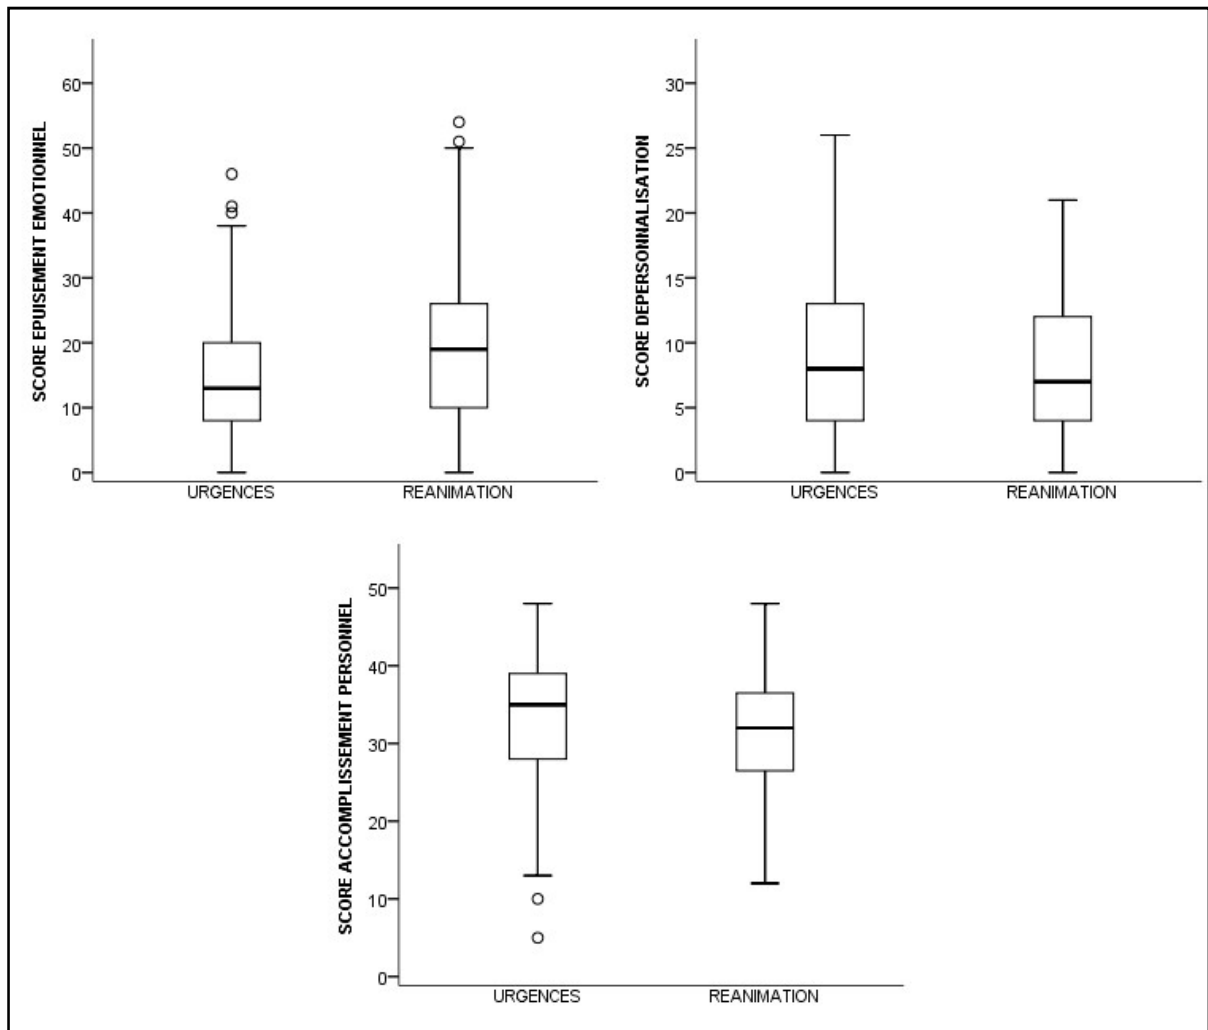 SCORE EPUISEMENT EMOTIONNEL
60
50
40
30
20
10
0
URGENCES
REANIMATION
SCORE DEPERSONNALISATION
30
25
20
15
10
5
0
URGENCES
REANIMATION
SCORE ACCOMPLISSEMENT PERSONNEL
50
40
30
20
10
0
URGENCES
REANIMATION